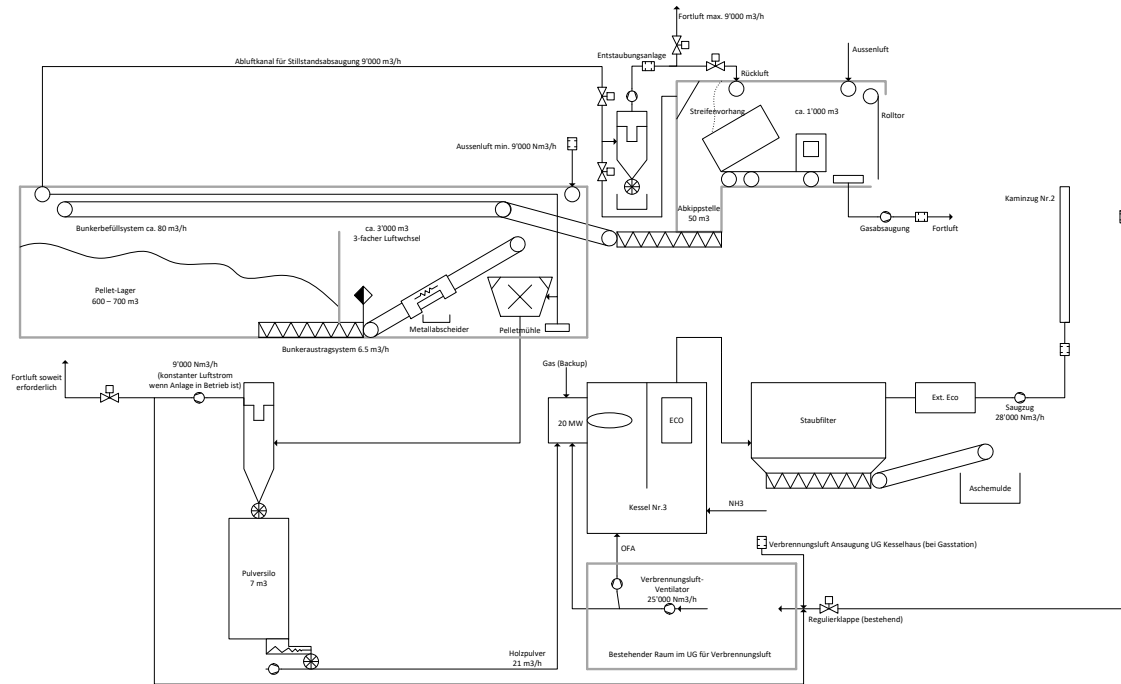 Fortluft max. 9'000 m3/h
Entstaubungsanlage
Aussenluft
Abluftkanal für Stillstandsabsaugung 9'000 m3/h
Rückluft
Streifenvorhang
ca. 1'000 m3
Rolltor
Aussenluft min. 9'000 Nm3/h
Abkippstelle
50 m3
Gasabsaugung
Fortluft
Kaminzug Nr.2
Bunkerbefüllsystem ca. 80 m3/h
ca. 3'000 m3
3-facher Luftwchsel
Pellet-Lager
600 – 700 m3
Metallabscheider
Pelletmühle
Bunkeraustragsystem 6.5 m3/h
Fortluft soweit
erforderlich
9'000 Nm3/h
(konstanter Luftstrom
wenn Anlage in Betrieb ist)
Gas (Backup)
20 MW
ECO
Kessel Nr.3
Staubfilter
Ext. Eco
Saugzug
28'000 Nm3/h
Aschemulde
NH3
OFA
Verbrennungsluft Ansaugung UG Kesselhaus (bei Gasstation)
Pulversilo
7 m3
Verbrennungsluft-
Ventilator
25'000 Nm3/h
Regulierklappe (bestehend)
Bestehender Raum im UG für Verbrennungsluft
Holzpulver
21 m3/h